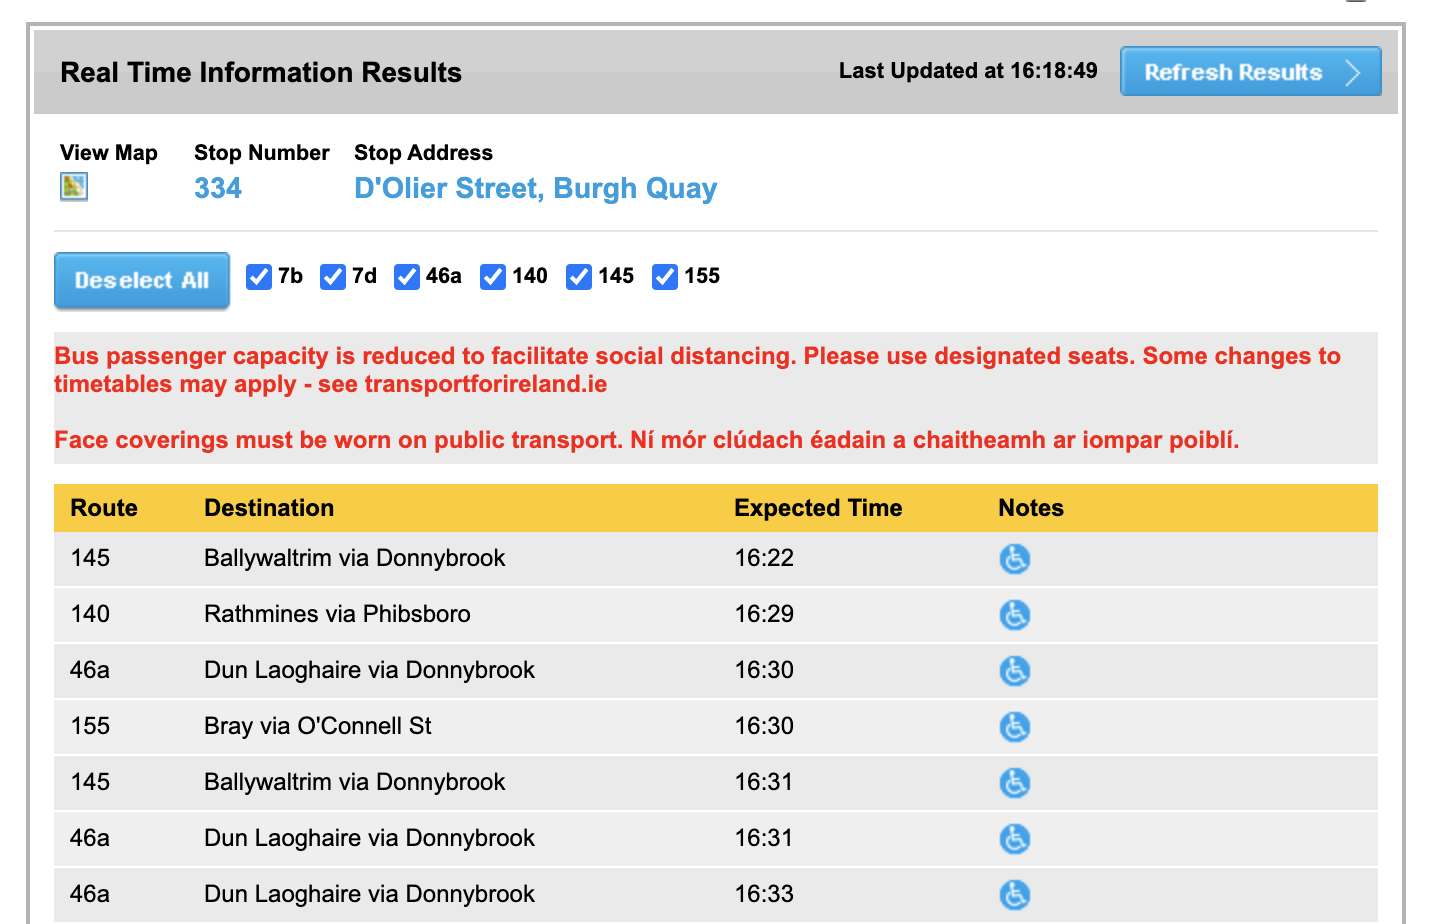 Real Time Information Results
Last Updated at 16:18:49
Refresh Results
View Map Stop Number Stop Address
334 D'Olier Street, Burgh Quay
Deselect All 7b 7d 46a 140 145 155
Bus passenger capacity is reduced to facilitate social distancing. Please use designated seats. Some changes to
timetables may apply - see transportforireland.ie
Face coverings must be worn on public transport. Ní mór clúdach éadain a chaitheamh ar iompar poiblí.
Route Destination Expected Time Notes
145 Ballywaltrim via Donnybrook 16:22
140 Rathmines via Phibsboro 16:29
46a Dun Laoghaire via Donnybrook 16:30
155 Bray via O'Connell St 16:30
145 Ballywaltrim via Donnybrook 16:31
46a Dun Laoghaire via Donnybrook 16:31
46a Dun Laoghaire via Donnybrook 16:33